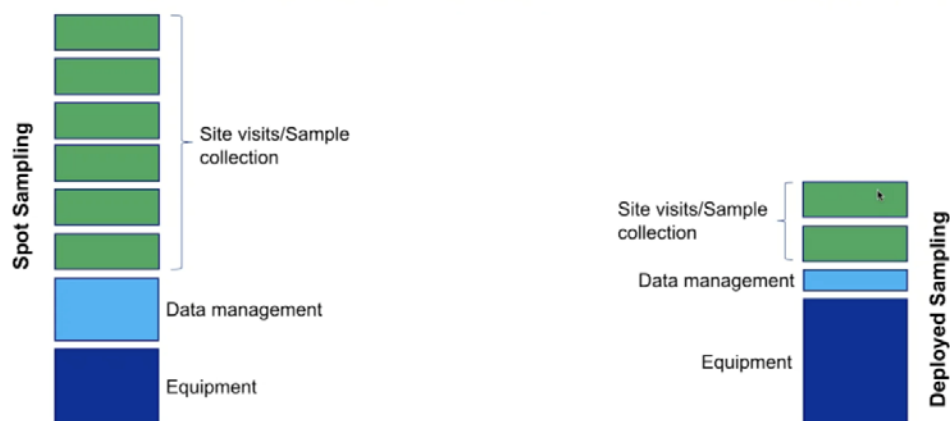 Spot Sampling
Site visits/Sample
collection
Data management
Equipment
Site visits/Sample
collection
Data management
Equipment
Deployed Sampling